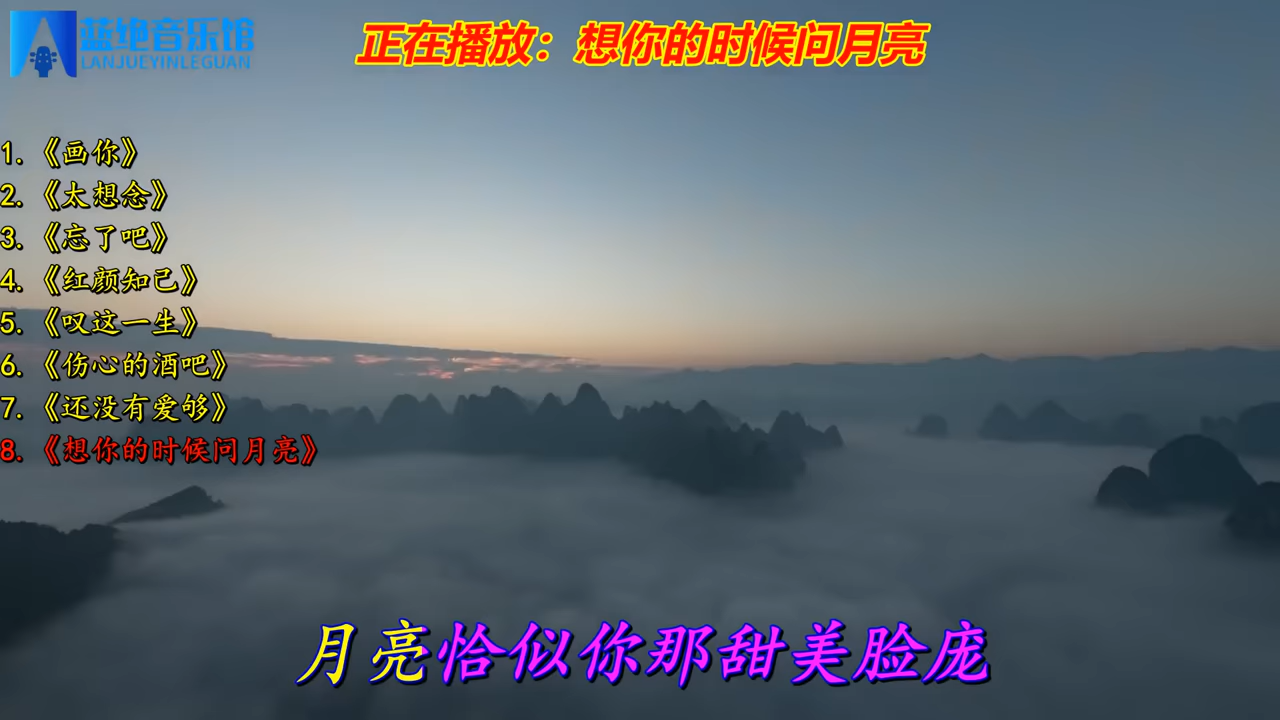 蓝绝音乐馆
LANJUEYINLEGUAN
正在播放：想你的时候问月亮
1.《画你》
2.《太想念》
3.《忘了吧》
4.《红颜知己》
5.《叹这一生》
6.《伤心的酒吧》
7.《还没有爱够》
8.《想你的时候问月亮》
月亮恰似你那甜美脸庞